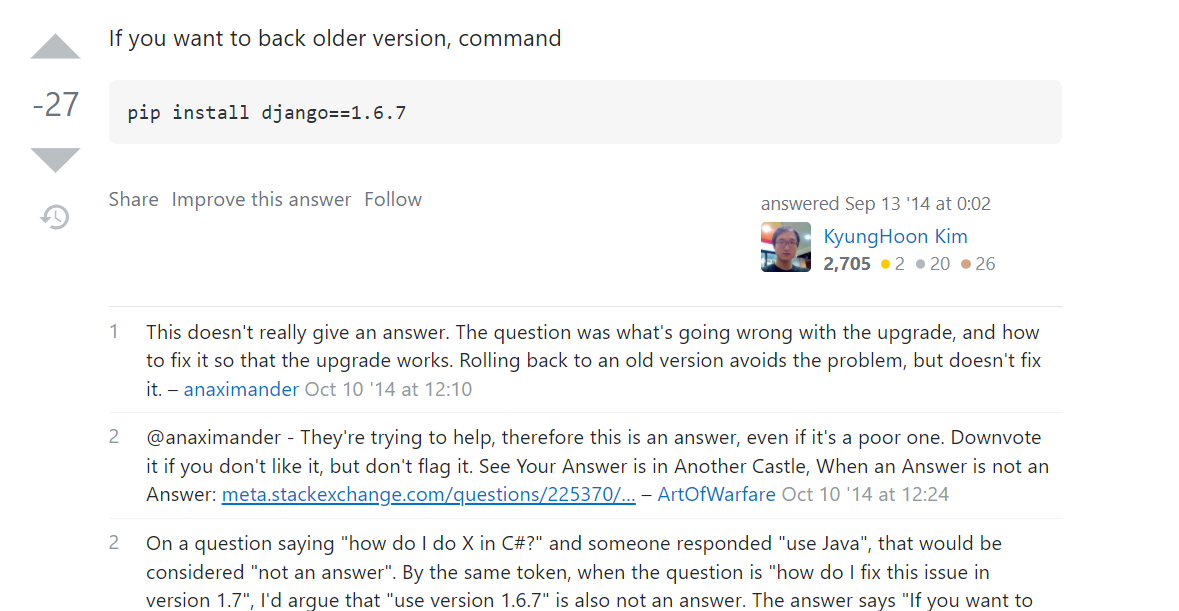 If you want to back older version, command
-27
pip install django==1.6.7
Share Improve this answer Follow
answered Sep 13 '14 at 0:02
KyungHoon Kim
2,705 2 20 26
1 This doesn't really give an answer. The question was what's going wrong with the upgrade, and how
to fix it so that the upgrade works. Rolling back to an old version avoids the problem, but doesn't fix
it. – anaximander Oct 10 '14 at 12:10
2 @anaximander - They're trying to help, therefore this is an answer, even if it's a poor one. Downvote
it if you don't like it, but don't flag it. See Your Answer is in Another Castle, When an Answer is not an
Answer: meta.stackexchange.com/questions/225370/... – ArtOfWarfare Oct 10 '14 at 12:24
2 On a question saying "how do I do X in C#?" and someone responded "use Java", that would be
considered "not an answer". By the same token, when the question is "how do I fix this issue in
version 1.7", I'd argue that "use version 1.6.7" is also not an answer. The answer says "If you want to